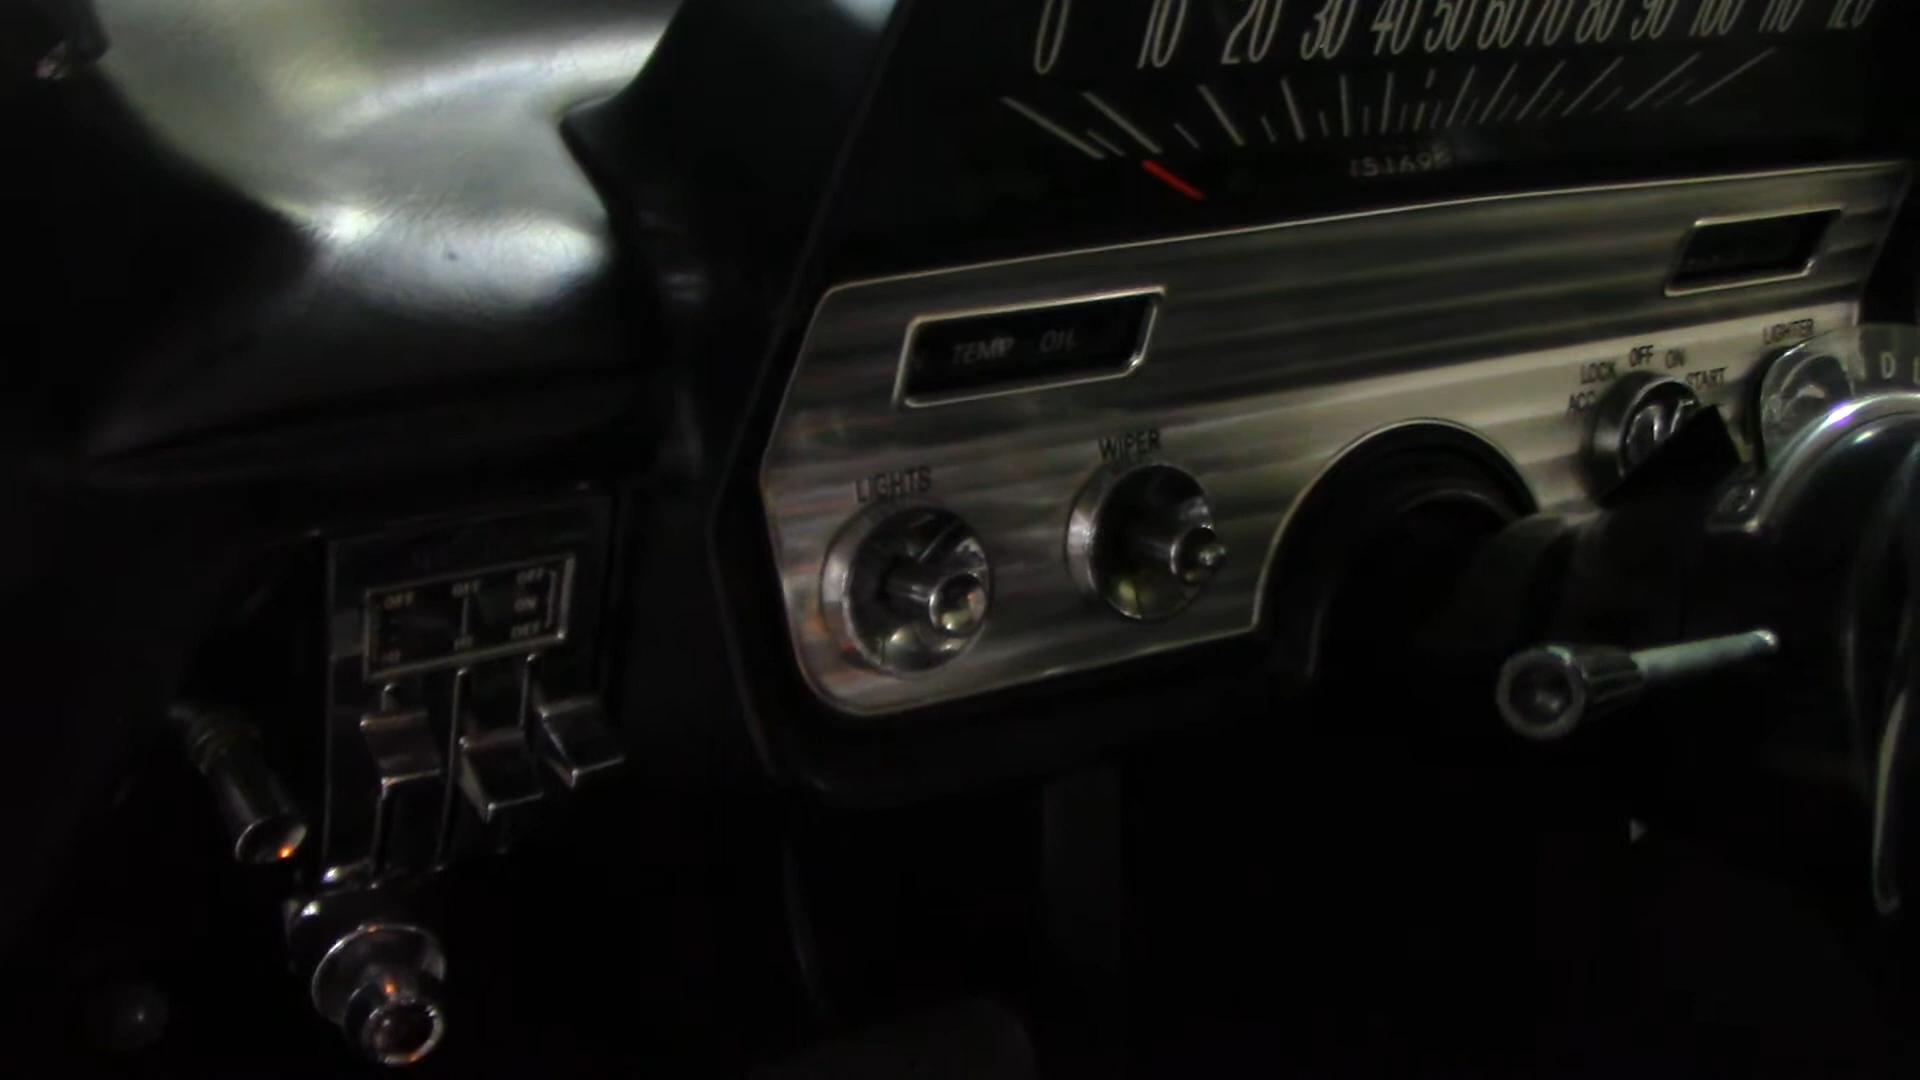 0 10 20 30 40 50 60 70 80 90 100 110 120
TEMP OIL
LOCK OFF ON START
ACC
LIGHTER
D
WIPER
LIGHTS
OFF OFF OFF
ON
OFF